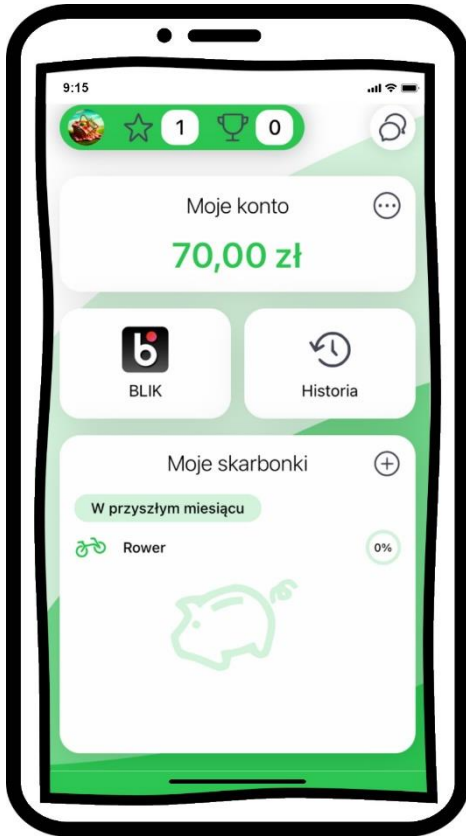 9:15
1 0
Moje konto
70,00 zł
b
BLIK Historia
Moje skarbonki
W przyszłym miesiącu
Rower 0%